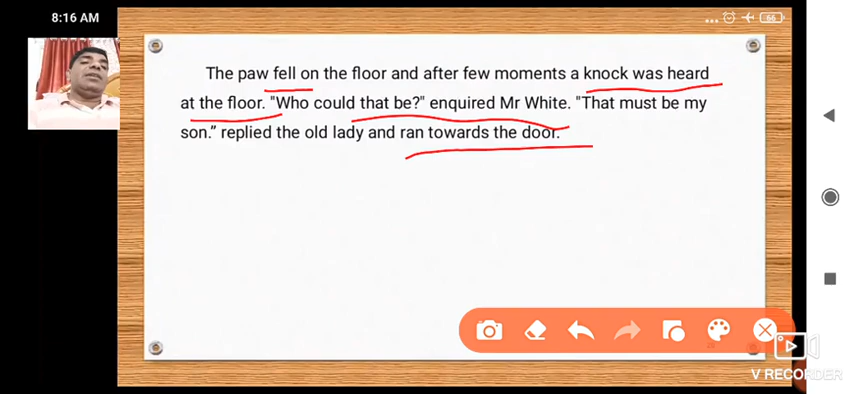 8:16 AM
66
The paw fell on the floor and after few moments a knock was heard
at the floor. "Who could that be?" enquired Mr White. "That must be my
son.” replied the old lady and ran towards the door.
V RECORDER